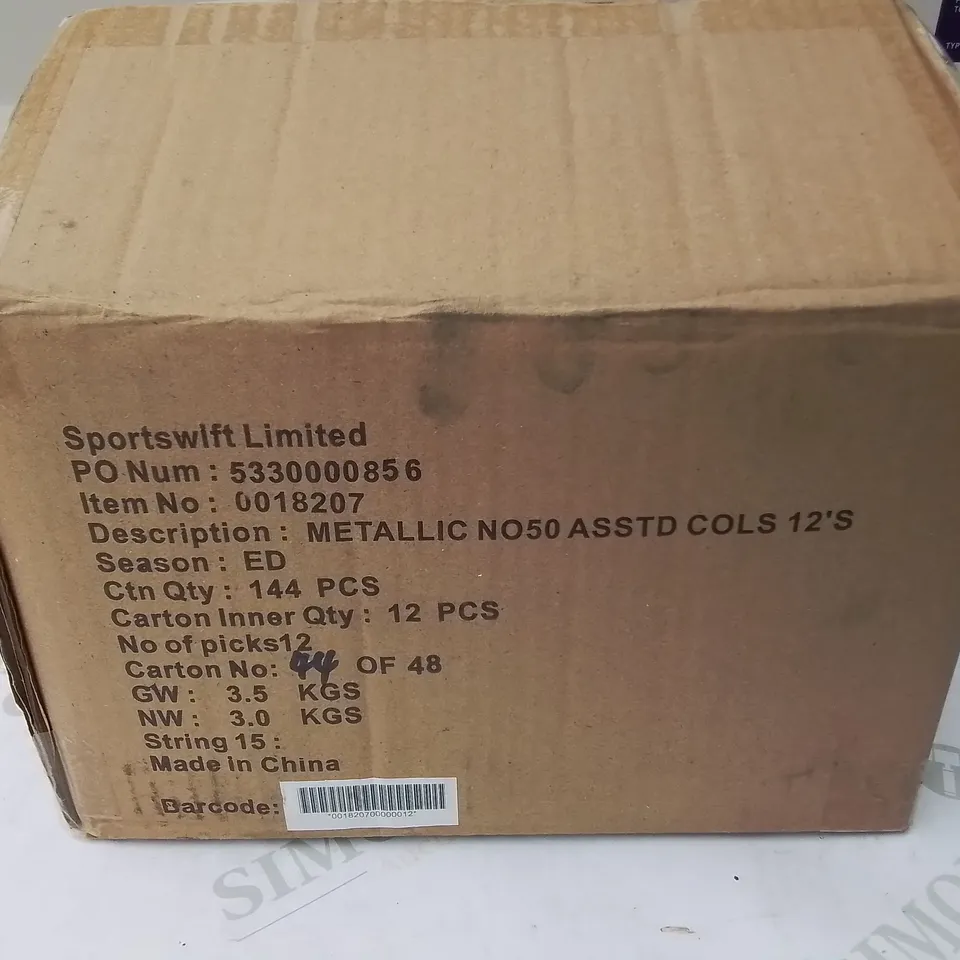 Sportswift Limited
PO Num : 5330000856
Item No : 0018207
Description : METALLIC NO50 ASSTD COLS 12'S
Season : ED
Ctn Qty : 144 PCS
Carton Inner Qty : 12 PCS
No of picks12
Carton No: 44 OF 48
GW : 3.5 KGS
NW : 3.0 KGS
String 15 :
Made in China
Barcode:
*001820700000012*